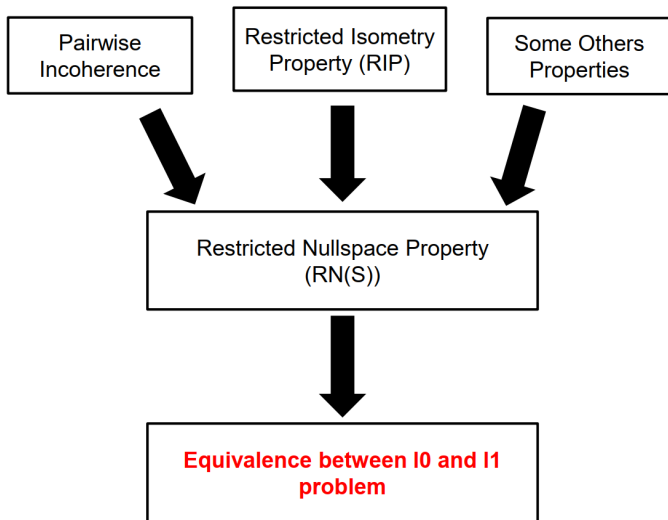 Pairwise
Incoherence
Restricted Isometry
Property (RIP)
Some Others
Properties
Restricted Nullspace Property
(RN(S))
Equivalence between l0 and l1
problem